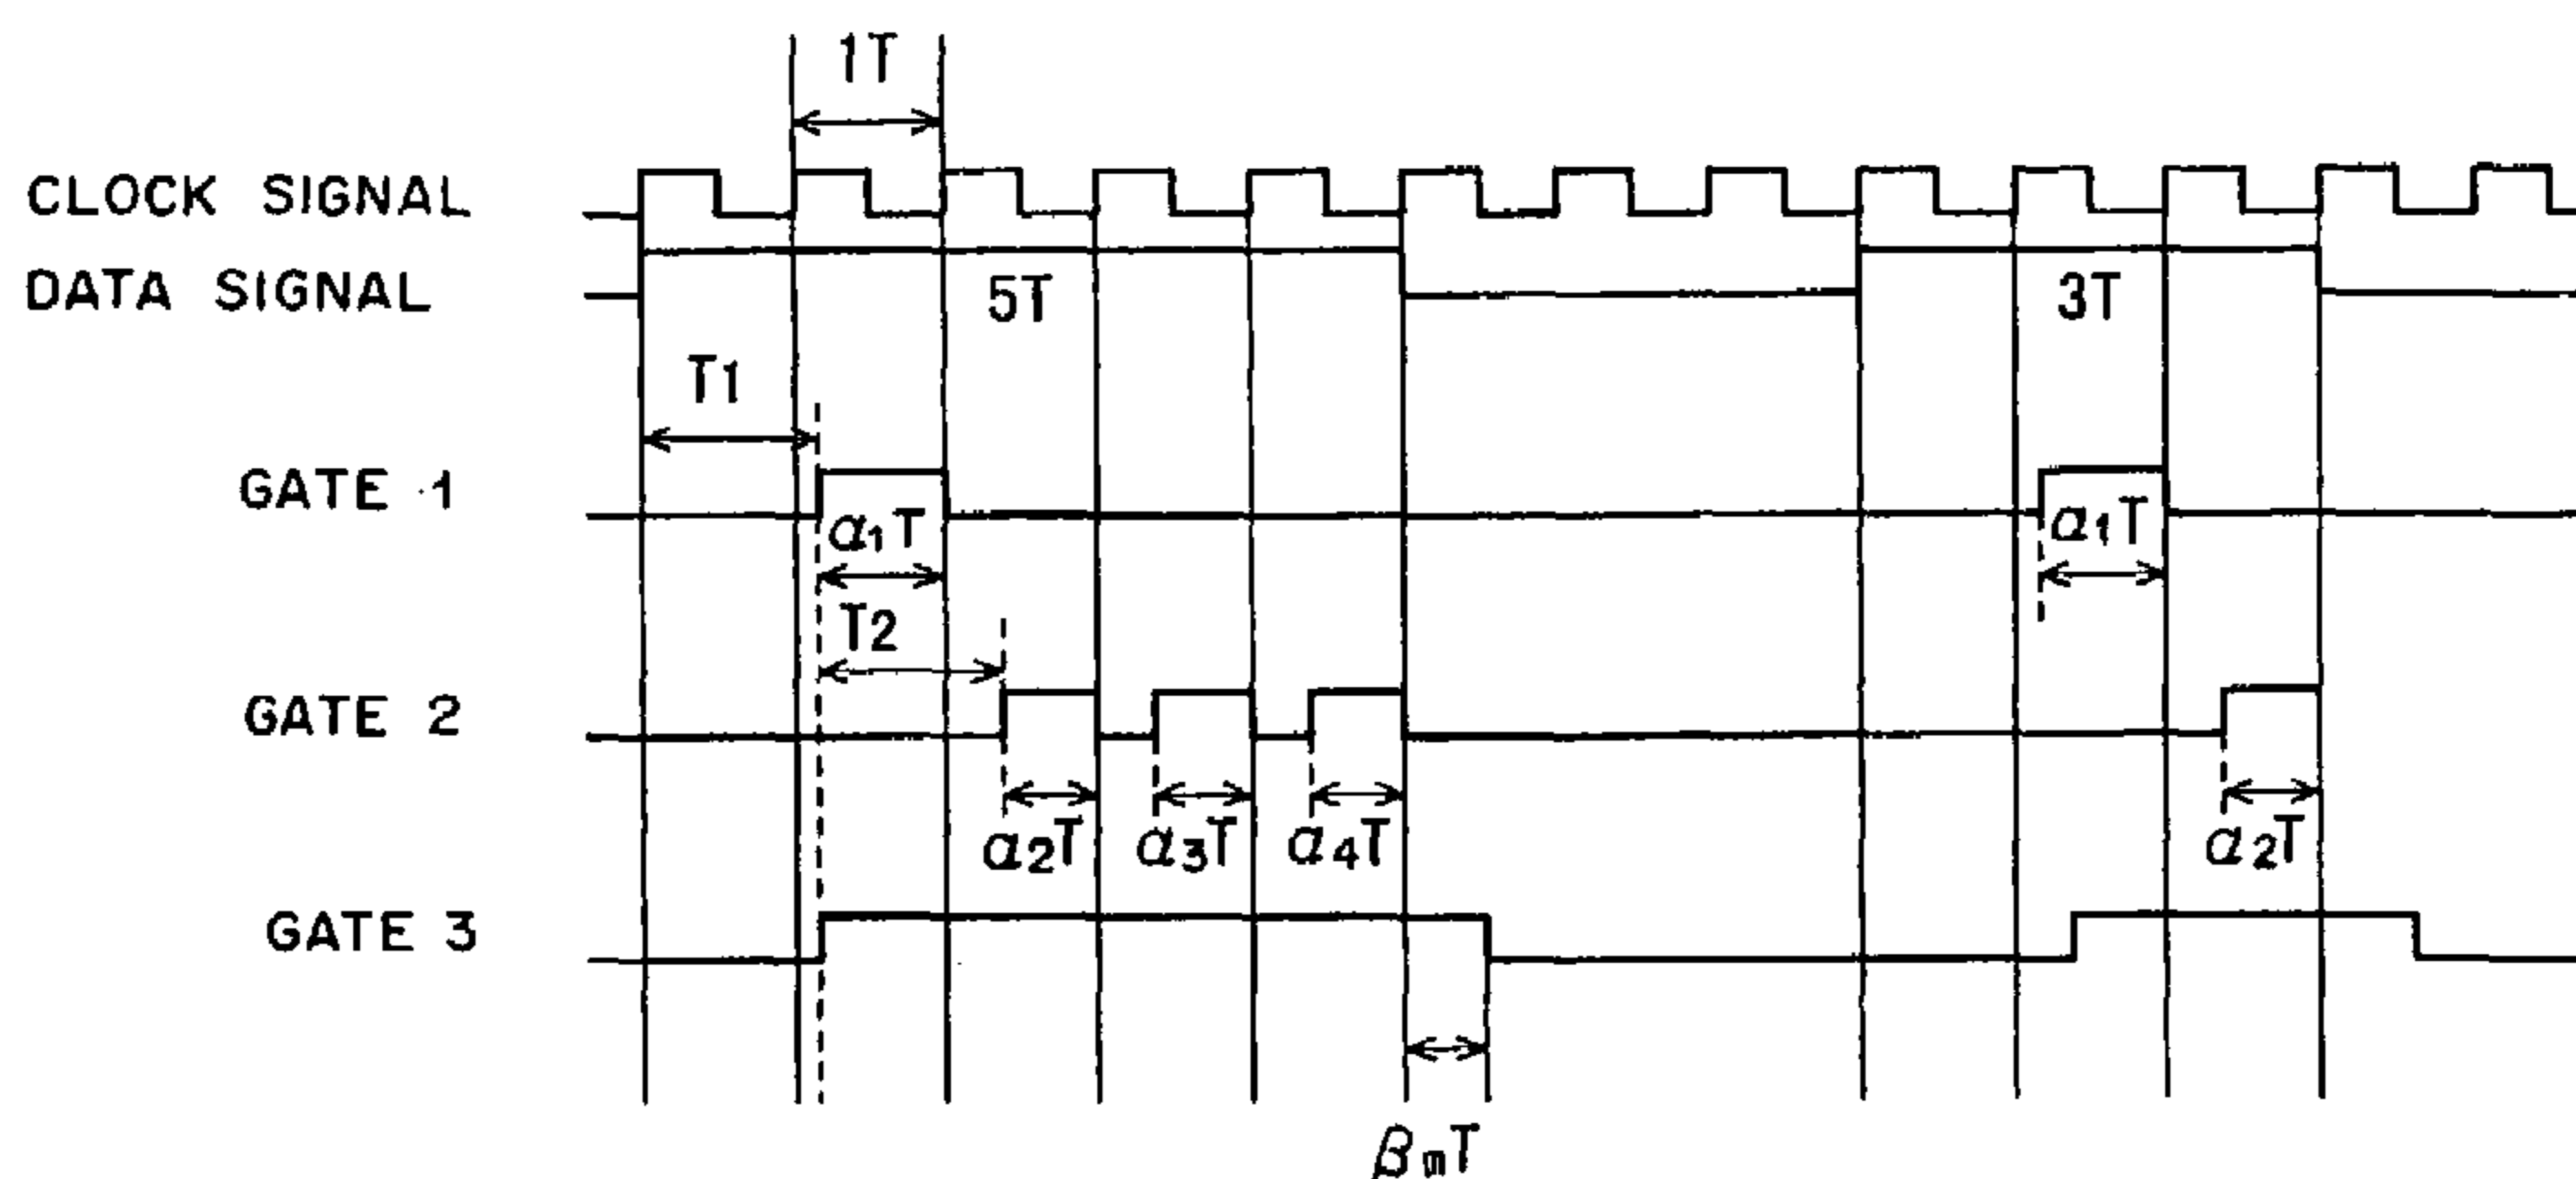 1T
CLOCK SIGNAL
DATA SIGNAL
5T
3T
T1
GATE 1
α1T
α1T
T2
GATE 2
α2T
α3T
α4T
α2T
GATE 3
βmT